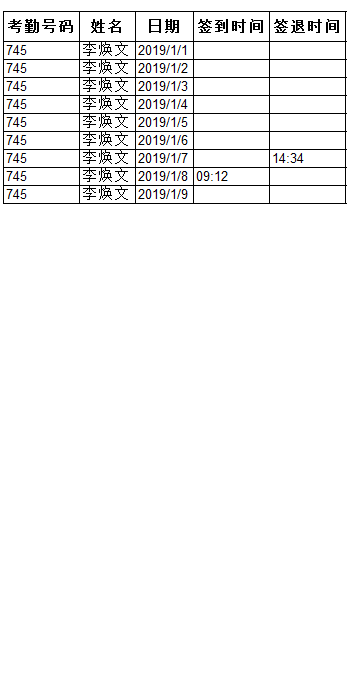 考勤号码 姓名 日期 签到时间 签退时间
745 李焕文 2019/1/1
745 李焕文 2019/1/2
745 李焕文 2019/1/3
745 李焕文 2019/1/4
745 李焕文 2019/1/5
745 李焕文 2019/1/6
745 李焕文 2019/1/7 14:34
745 李焕文 2019/1/8 09:12
745 李焕文 2019/1/9